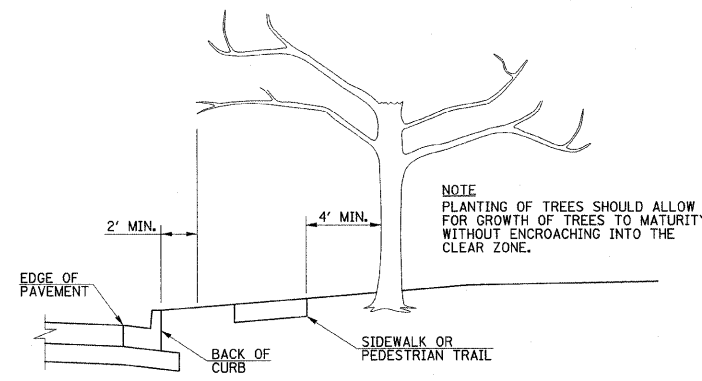 2' MIN.
4' MIN.
NOTE
PLANTING OF TREES SHOULD ALLOW
FOR GROWTH OF TREES TO MATURITY
WITHOUT ENCROACHING INTO THE
CLEAR ZONE.
EDGE OF
PAVEMENT
BACK OF
CURB
SIDEWALK OR
PEDESTRIAN TRAIL